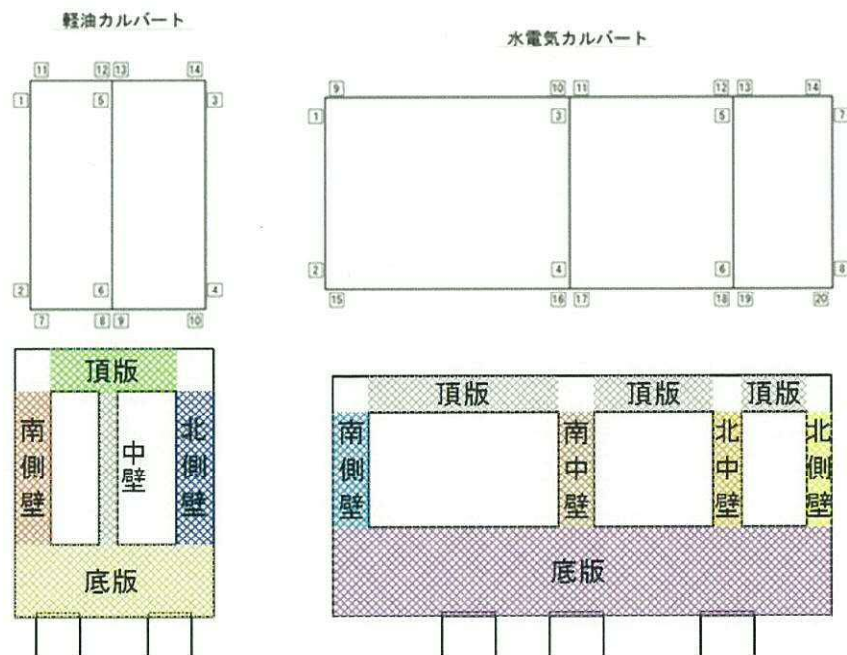 軽油カルバート
11 12 13 14
1 5 3
2 6 4
7 8 9 10
水電気カルバート
9 10 11 12 13 14
1 3 5 7
2 4 6 8
15 16 17 18 19 20
頂版
南側壁
中壁
北側壁
底版
頂版 頂版 頂版
南側壁
南中壁
北中壁
北側壁
底版